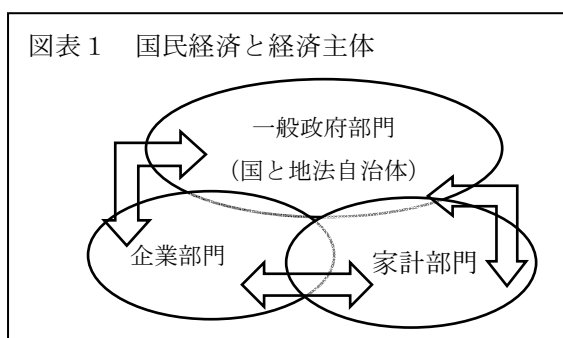 図表１　国民経済と経済主体
一般政府部門
（国と地法自治体）
企業部門
家計部門